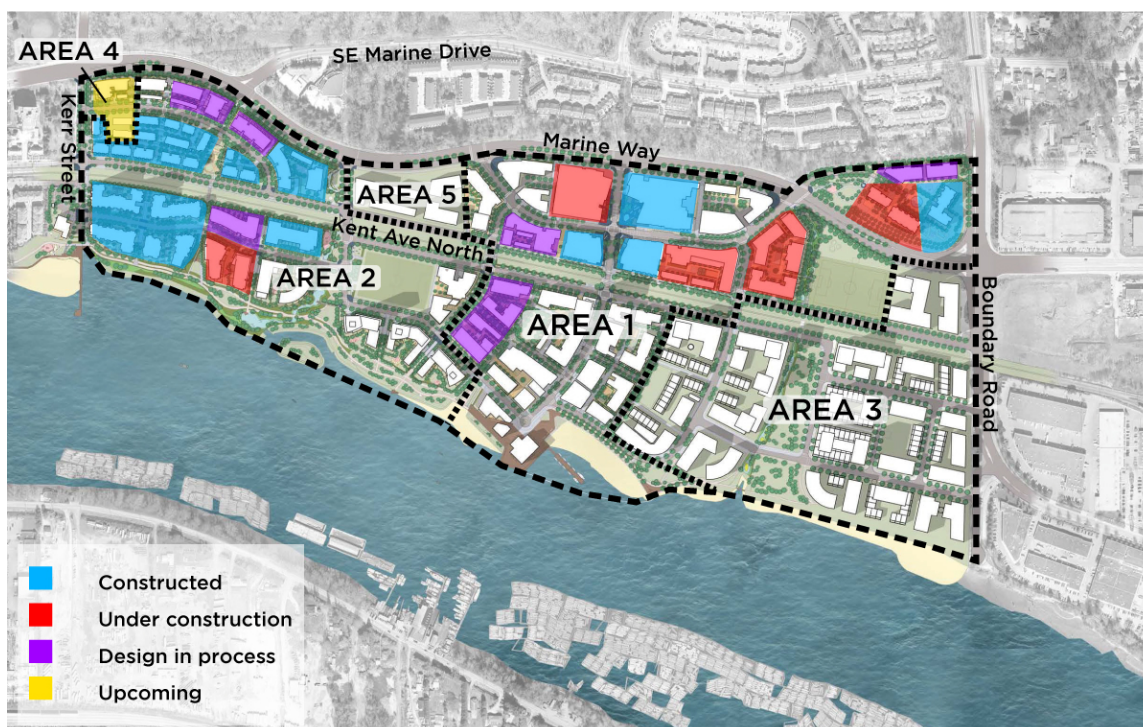 AREA 4
SE Marine Drive
Kerr Street
Marine Way
AREA 5
Kent Ave North
AREA 2
AREA 1
Boundary Road
AREA 3
Constructed
Under construction
Design in process
Upcoming